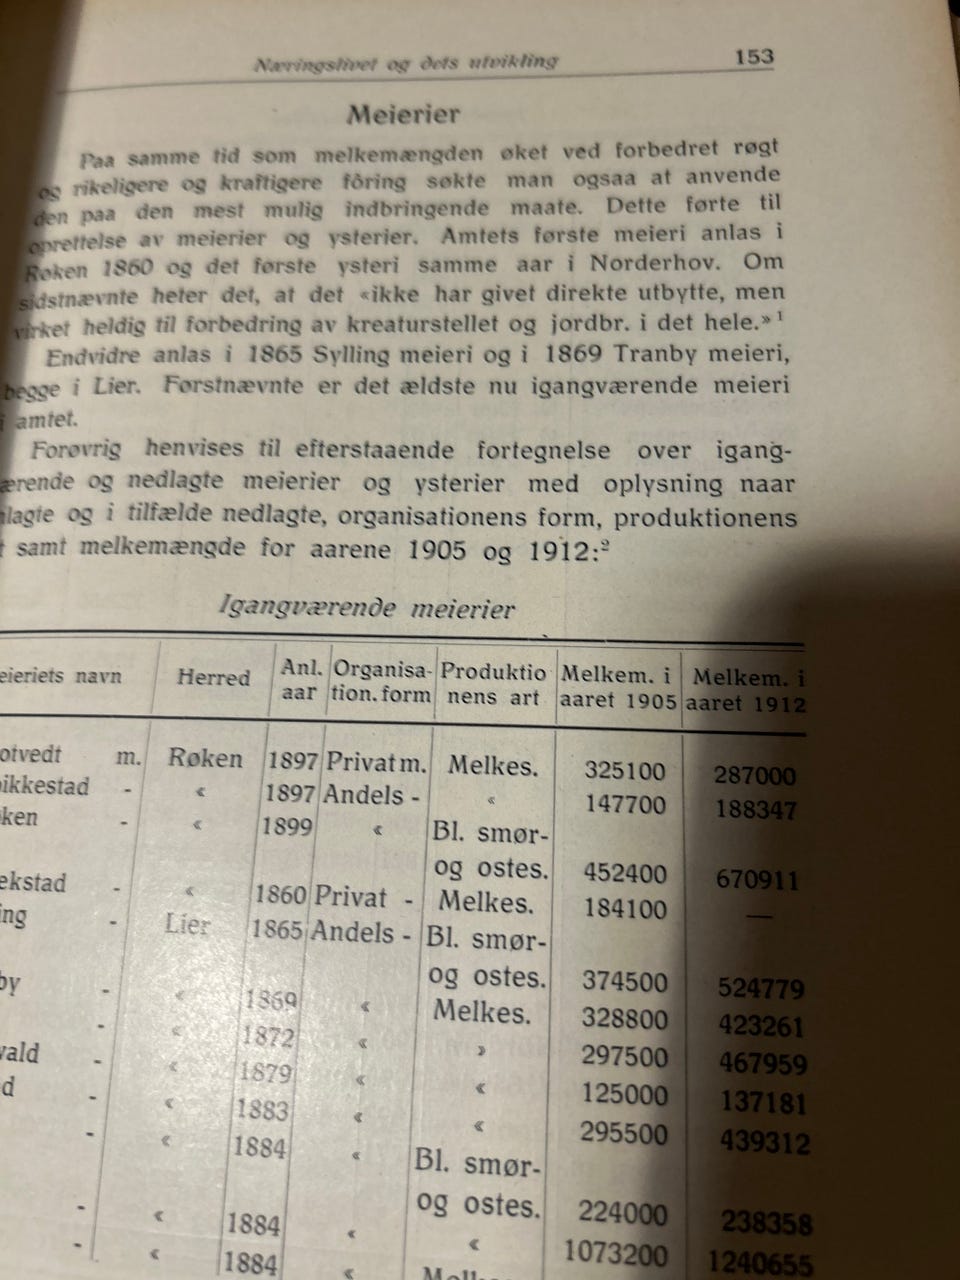 Næringslivet og dets utvikling 153
Meierier
Paa samme tid som melkemængden øket ved forbedret røgt
og rikeligere og kraftigere fôring søkte man ogsaa at anvende
den paa den mest mulig indbringende maate. Dette førte til
oprettelse av meierier og ysterier. Amtets første meieri anlas i
Røken 1860 og det første ysteri samme aar i Norderhov. Om
sidstnævnte heter det, at det «ikke har givet direkte utbytte, men
virket heldig til forbedring av kreaturstellet og jordbr. i det hele.»¹
Endvidre anlas i 1865 Sylling meieri og i 1869 Tranby meieri,
begge i Lier. Førstnævnte er det ældste nu igangværende meieri
i amtet.
Forøvrig henvises til efterstaaende fortegnelse over igang-
ærende og nedlagte meierier og ysterier med oplysning naar
lagte og i tilfælde nedlagte, organisationens form, produktionens
t samt melkemængde for aarene 1905 og 1912:²
Igangværende meierier
eieriets navn Herred Anl. aar Organisa-tion. form Produktio nens art Melkem. i aaret 1905 Melkem. i aaret 1912
otvedt m. Røken 1897 Privat m. Melkes. 325100 287000
ikkestad - « 1897 Andels - « 147700 188347
ken - « 1899 « Bl. smør-
og ostes. 452400 670911
ekstad - « 1860 Privat - Melkes. 184100 —
ing - Lier 1865 Andels - Bl. smør-
og ostes. 374500 524779
by - « 1869 « Melkes. 328800 423261
- « 1872 « » 297500 467959
vald - « 1879 « « 125000 137181
d - « 1883 « « 295500 439312
- « 1884 « Bl. smør-
og ostes. 224000 238358
- « 1884 « « 1073200 1240655
- « 1884 «